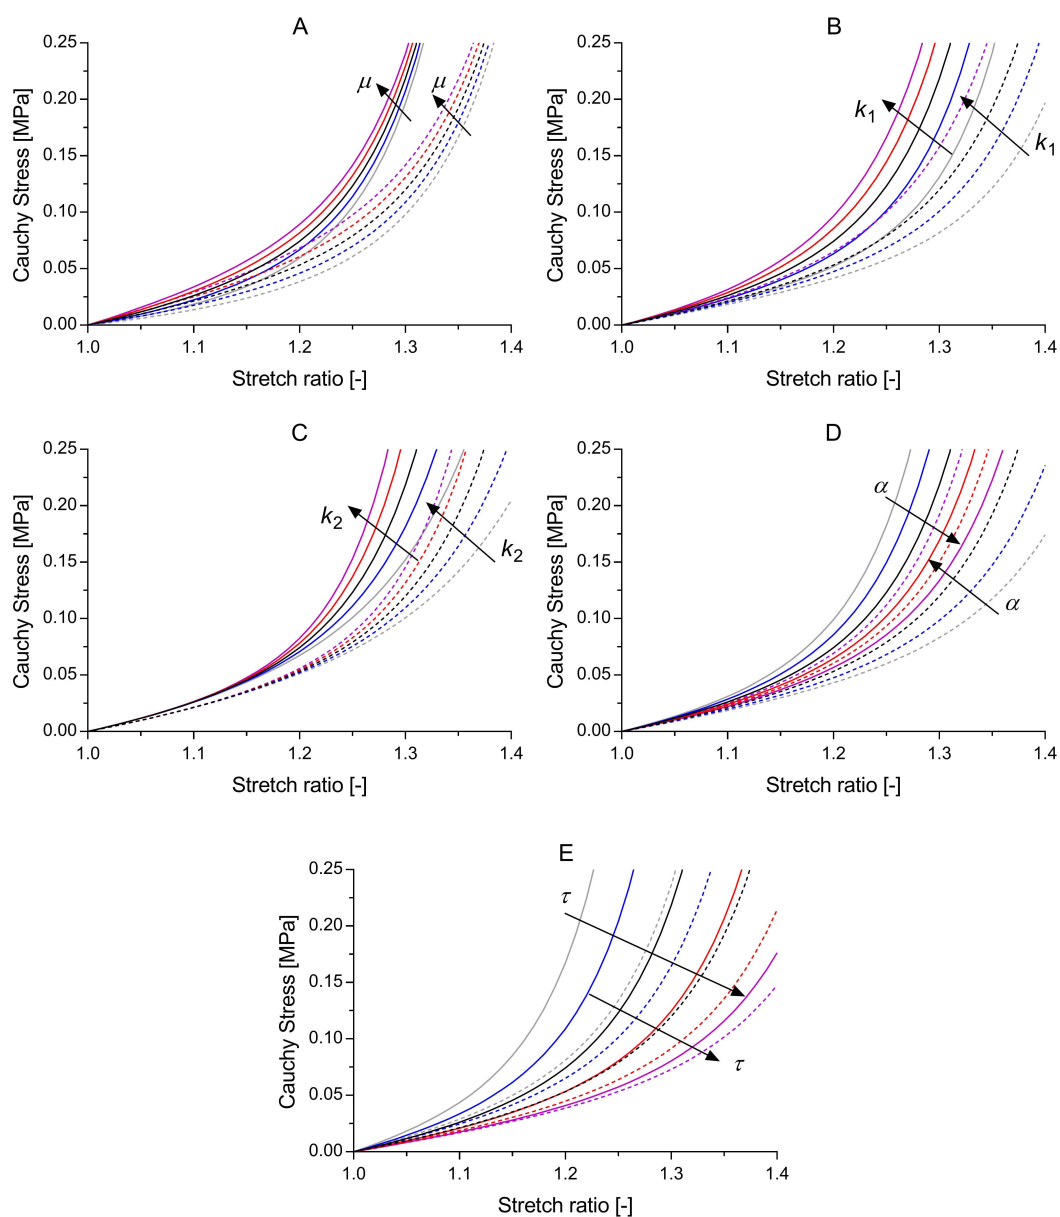 A
Cauchy Stress [MPa]
0.25
0.20
0.15
0.10
0.05
0.00
μ
μ
1.0 1.1 1.2 1.3 1.4
Stretch ratio [-]
B
Cauchy Stress [MPa]
0.25
0.20
0.15
0.10
0.05
0.00
k1
k1
1.0 1.1 1.2 1.3 1.4
Stretch ratio [-]
C
Cauchy Stress [MPa]
0.25
0.20
0.15
0.10
0.05
0.00
k2
k2
1.0 1.1 1.2 1.3 1.4
Stretch ratio [-]
D
Cauchy Stress [MPa]
0.25
0.20
0.15
0.10
0.05
0.00
α
α
1.0 1.1 1.2 1.3 1.4
Stretch ratio [-]
E
Cauchy Stress [MPa]
0.25
0.20
0.15
0.10
0.05
0.00
τ
τ
1.0 1.1 1.2 1.3 1.4
Stretch ratio [-]